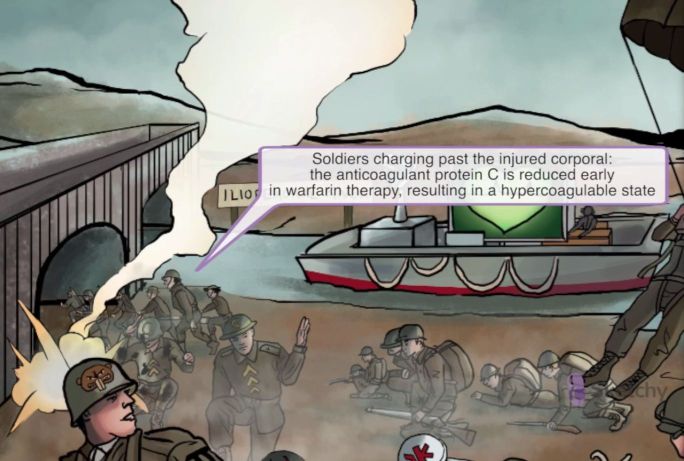 Soldiers charging past the injured corporal:
the anticoagulant protein C is reduced early
in warfarin therapy, resulting in a hypercoagulable state